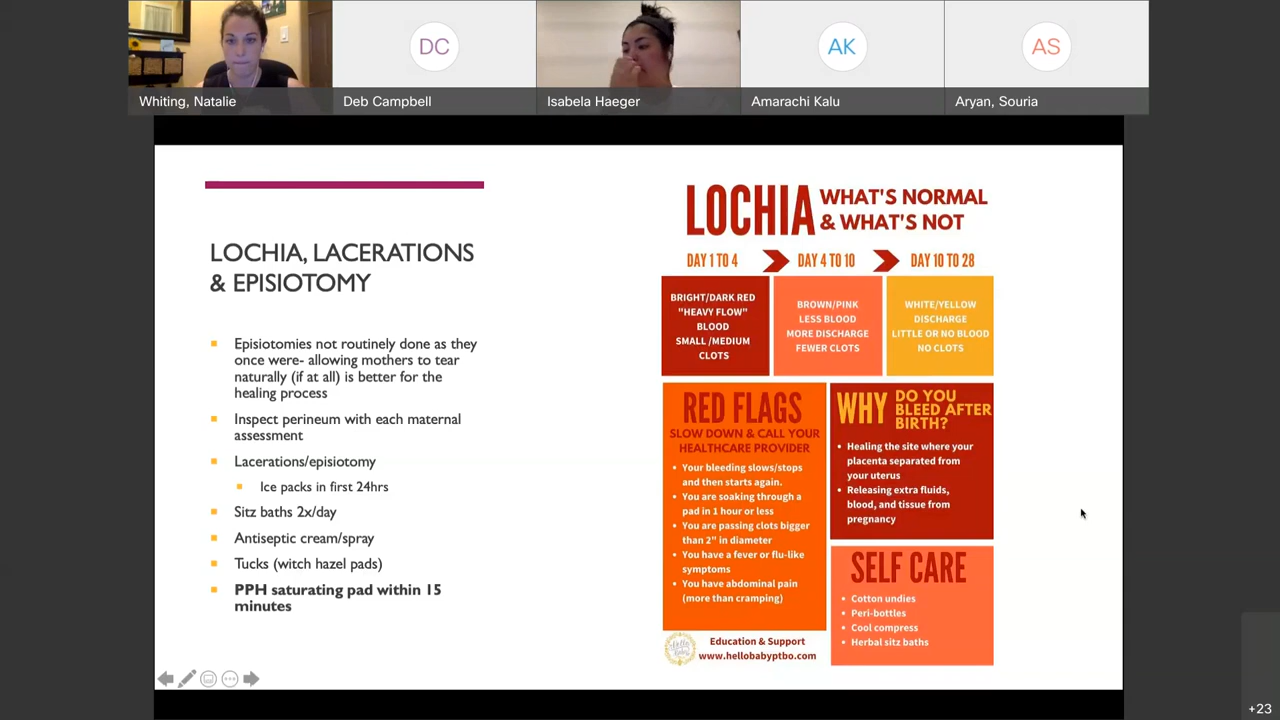 DC
AK
AS
Whiting, Natalie
Deb Campbell
Isabela Haeger
Amarachi Kalu
Aryan, Souria
LOCHIA, LACERATIONS
& EPISIOTOMY
Episiotomies not routinely done as they
once were- allowing mothers to tear
naturally (if at all) is better for the
healing process
Inspect perineum with each maternal
assessment
Lacerations/episiotomy
Ice packs in first 24hrs
Sitz baths 2x/day
Antiseptic cream/spray
Tucks (witch hazel pads)
PPH saturating pad within 15
minutes
LOCHIA
WHAT'S NORMAL
& WHAT'S NOT
DAY 1 TO 4
DAY 4 TO 10
DAY 10 TO 28
BRIGHT/DARK RED
"HEAVY FLOW"
BLOOD
SMALL /MEDIUM
CLOTS
BROWN/PINK
LESS BLOOD
MORE DISCHARGE
FEWER CLOTS
WHITE/YELLOW
DISCHARGE
LITTLE OR NO BLOOD
NO CLOTS
RED FLAGS
SLOW DOWN & CALL YOUR
HEALTHCARE PROVIDER
• Your bleeding slows/stops
and then starts again.
• You are soaking through a
pad in 1 hour or less
• You are passing clots bigger
than 2" in diameter
• You have a fever or flu-like
symptoms
• You have abdominal pain
(more than cramping)
WHY DO YOU
BLEED AFTER
BIRTH?
• Healing the site where your
placenta separated from
your uterus
• Releasing extra fluids,
blood, and tissue from
pregnancy
SELF CARE
• Cotton undies
• Peri-bottles
• Cool compress
• Herbal sitz baths
Education & Support
www.hellobabyptbo.com
+23